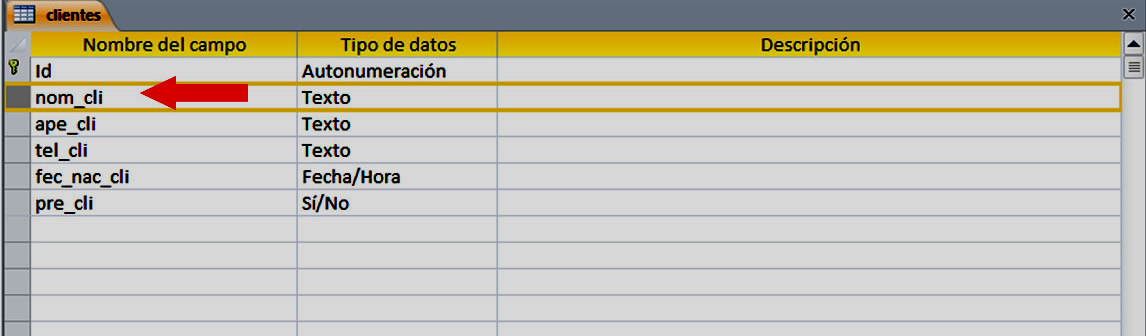 clientes
Nombre del campo Tipo de datos Descripción
Id Autonumeración
nom_cli Texto
ape_cli Texto
tel_cli Texto
fec_nac_cli Fecha/Hora
pre_cli Sí/No